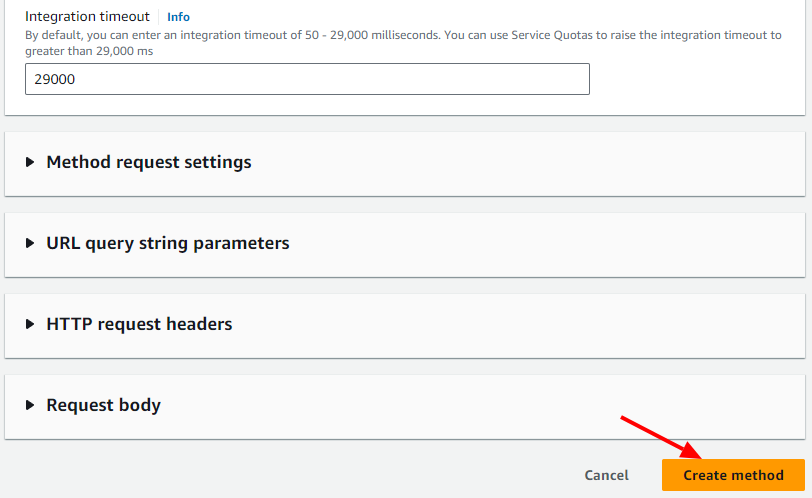 Integration timeout Info
By default, you can enter an integration timeout of 50 - 29,000 milliseconds. You can use Service Quotas to raise the integration timeout to
greater than 29,000 ms
29000
Method request settings
URL query string parameters
HTTP request headers
Request body
Cancel Create method